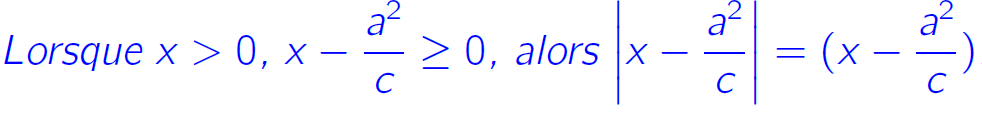 Lorsque x > 0, x − a²/c ≥ 0, alors |x − a²/c| = (x − a²/c).